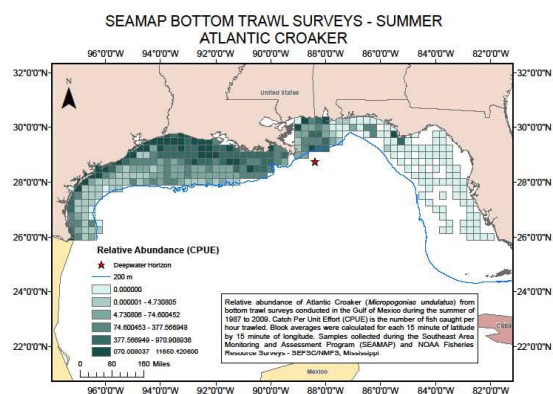 SEAMAP BOTTOM TRAWL SURVEYS - SUMMER
ATLANTIC CROAKER
96°0'0"W 94°0'0"W 92°0'0"W 90°0'0"W 88°0'0"W 86°0'0"W 84°0'0"W 82°0'0"W
32°0'0"N 32°0'0"N
N
United States
30°0'0"N 30°0'0"N
28°0'0"N 28°0'0"N
26°0'0"N 26°0'0"N
Relative Abundance (CPUE)
Deepwater Horizon
200 m
24°0'0"N 24°0'0"N
0.000000
0.000001 - 4.730805
4.730806 - 74.600452
74.600453 - 377.566948
377.566949 - 970.908936
970.908937 - 11660.420600
0 80 160 Miles
Relative abundance of Atlantic Croaker (Micropogonias undulatus) from
bottom trawl surveys conducted in the Gulf of Mexico during the summer of
1987 to 2009. Catch Per Unit Effort (CPUE) is the number of fish caught per
hour trawled. Block averages were calculated for each 15 minute of latitude
by 15 minute of longitude. Samples collected during the Southeast Area
Monitoring and Assessment Program (SEAMAP) and NOAA Fisheries
Resource Surveys - SEFSC/NMFS, Mississippi
Cuba
22°0'0"N 22°0'0"N
Mexico
96°0'0"W 94°0'0"W 92°0'0"W 90°0'0"W 88°0'0"W 86°0'0"W 84°0'0"W 82°0'0"W